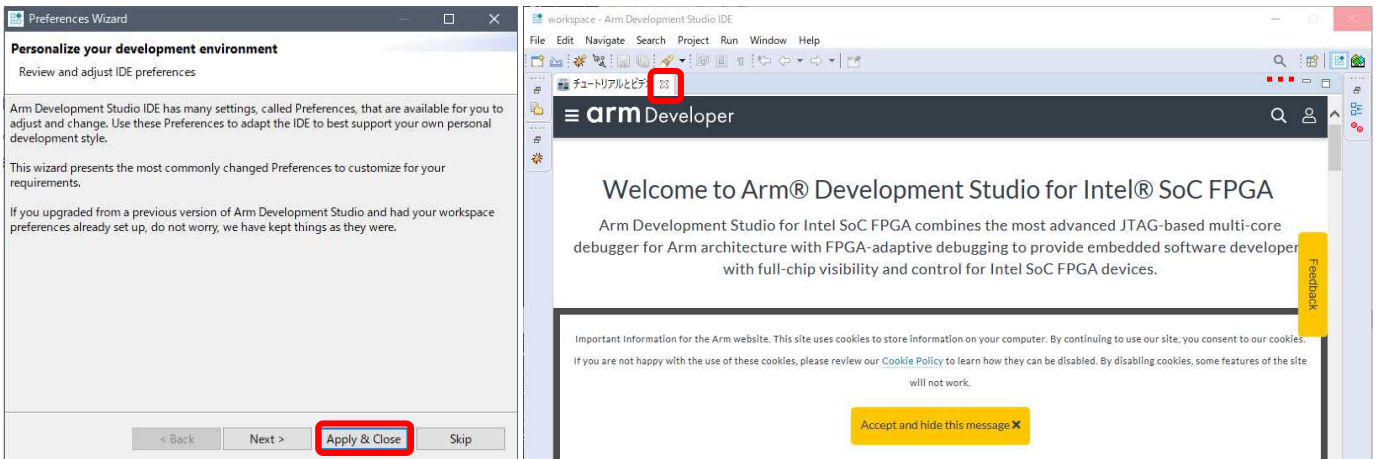 Preferences Wizard
Personalize your development environment
Review and adjust IDE preferences
Arm Development Studio IDE has many settings, called Preferences, that are available for you to
adjust and change. Use these Preferences to adapt the IDE to best support your own personal
development style.
This wizard presents the most commonly changed Preferences to customize for your
requirements.
If you upgraded from a previous version of Arm Development Studio and had your workspace
preferences already set up, do not worry, we have kept things as they were.
< Back
Next >
Apply & Close
Skip
workspace - Arm Development Studio IDE
File Edit Navigate Search Project Run Window Help
チュートリアルとビデオ
arm Developer
Welcome to Arm® Development Studio for Intel® SoC FPGA
Arm Development Studio for Intel SoC FPGA combines the most advanced JTAG-based multi-core
debugger for Arm architecture with FPGA-adaptive debugging to provide embedded software developer
with full-chip visibility and control for Intel SoC FPGA devices.
Feedback
Important Information for the Arm website. This site uses cookies to store information on your computer. By continuing to use our site, you consent to our cookies.
If you are not happy with the use of these cookies, please review our Cookie Policy to learn how they can be disabled. By disabling cookies, some features of the site
will not work.
Accept and hide this message ×